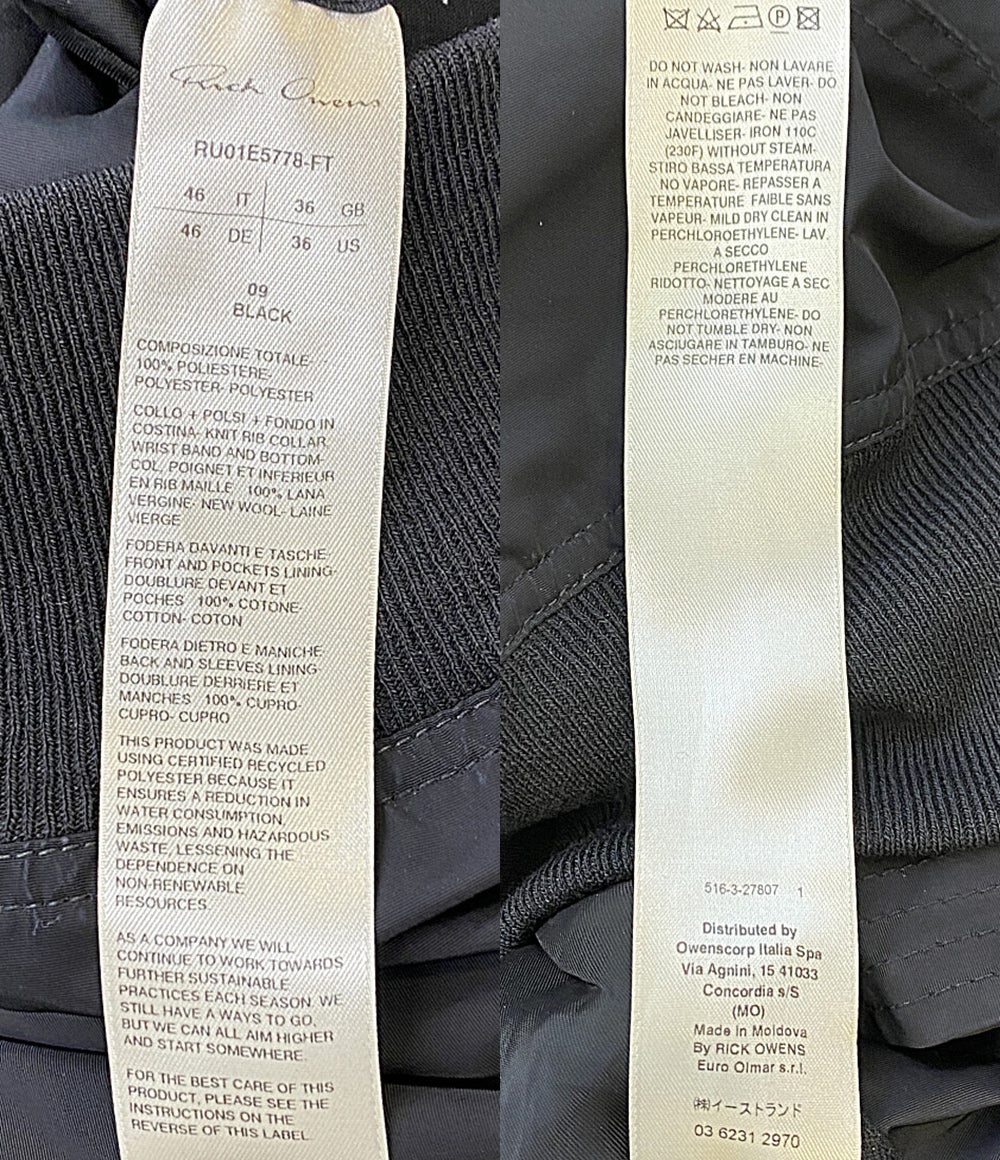 Rick Owens
RU01E5778-FT
46 IT 36 GB
46 DE 36 US
09
BLACK
COMPOSIZIONE TOTALE
100% POLIESTERE-
POLYESTER- POLYESTER
COLLO + POLSI + FONDO IN
COSTINA- KNIT RIB COLLAR,
WRIST BAND AND BOTTOM-
COL, POIGNET ET INFERIEUR
EN RIB MAILLE 100% LANA
VERGINE- NEW WOOL- LAINE
VIERGE
FODERA DAVANTI E TASCHE-
FRONT AND POCKETS LINING-
DOUBLURE DEVANT ET
POCHES 100% COTONE-
COTTON- COTON
FODERA DIETRO E MANICHE-
BACK AND SLEEVES LINING-
DOUBLURE DERRIERE ET
MANCHES 100% CUPRO-
CUPRO- CUPRO
THIS PRODUCT WAS MADE
USING CERTIFIED RECYCLED
POLYESTER BECAUSE IT
ENSURES A REDUCTION IN
WATER CONSUMPTION,
EMISSIONS AND HAZARDOUS
WASTE, LESSENING THE
DEPENDENCE ON
NON-RENEWABLE
RESOURCES.
AS A COMPANY WE WILL
CONTINUE TO WORK TOWARDS
FURTHER SUSTAINABLE
PRACTICES EACH SEASON. WE
STILL HAVE A WAYS TO GO,
BUT WE CAN ALL AIM HIGHER
AND START SOMEWHERE.
FOR THE BEST CARE OF THIS
PRODUCT, PLEASE SEE THE
INSTRUCTIONS ON THE
REVERSE OF THIS LABEL.
P
DO NOT WASH- NON LAVARE
IN ACQUA- NE PAS LAVER- DO
NOT BLEACH- NON
CANDEGGIARE- NE PAS
JAVELLISER- IRON 110C
(230F) WITHOUT STEAM-
STIRO BASSA TEMPERATURA
NO VAPORE- REPASSER A
TEMPERATURE FAIBLE SANS
VAPEUR- MILD DRY CLEAN IN
PERCHLOROETHYLENE- LAV.
A SECCO
PERCHLORETHYLENE
RIDOTTO- NETTOYAGE A SEC
MODERE AU
PERCHLORETHYLENE- DO
NOT TUMBLE DRY- NON
ASCIUGARE IN TAMBURO- NE
PAS SECHER EN MACHINE-
516-3-27807 1
Distributed by
Owenscorp Italia Spa
Via Agnini, 15 41033
Concordia s/S
(MO)
Made in Moldova
By RICK OWENS
Euro Olmar s.r.l.
㈱イーストランド
03 6231 2970